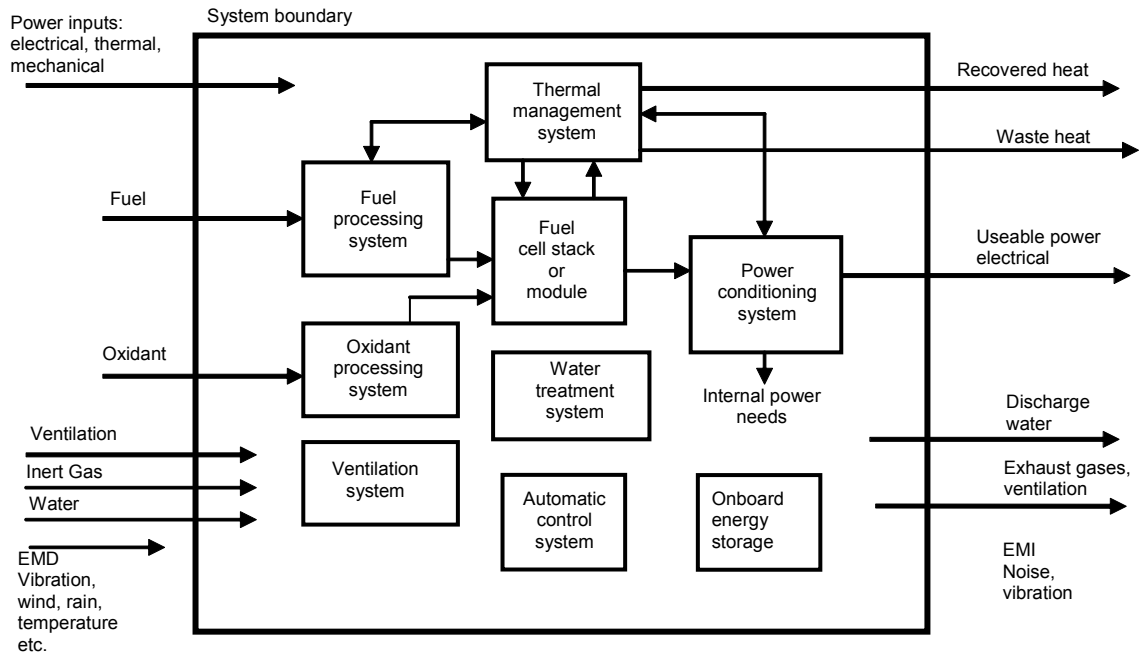 System boundary
Power inputs:
electrical, thermal,
mechanical
Recovered heat
Thermal
management
system
Waste heat
Fuel
Fuel
processing
system
Fuel
cell stack
or
module
Useable power
electrical
Power
conditioning
system
Oxidant
Oxidant
processing
system
Water
treatment
system
Internal power
needs
Discharge
water
Ventilation
Inert Gas
Water
Ventilation
system
Exhaust gases,
ventilation
Automatic
control
system
Onboard
energy
storage
EMD
Vibration,
wind, rain,
temperature
etc.
EMI
Noise,
vibration